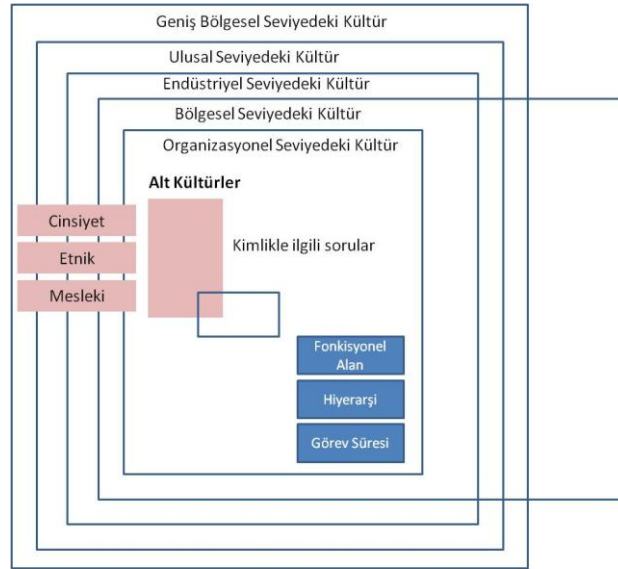 Geniş Bölgesel Seviyedeki Kültür
Ulusal Seviyedeki Kültür
Endüstriyel Seviyedeki Kültür
Bölgesel Seviyedeki Kültür
Organizasyonel Seviyedeki Kültür
Alt Kültürler
Cinsiyet
Etnik
Mesleki
Kimlikle ilgili sorular
Fonkisyonel
Alan
Hiyerarşi
Görev Süresi